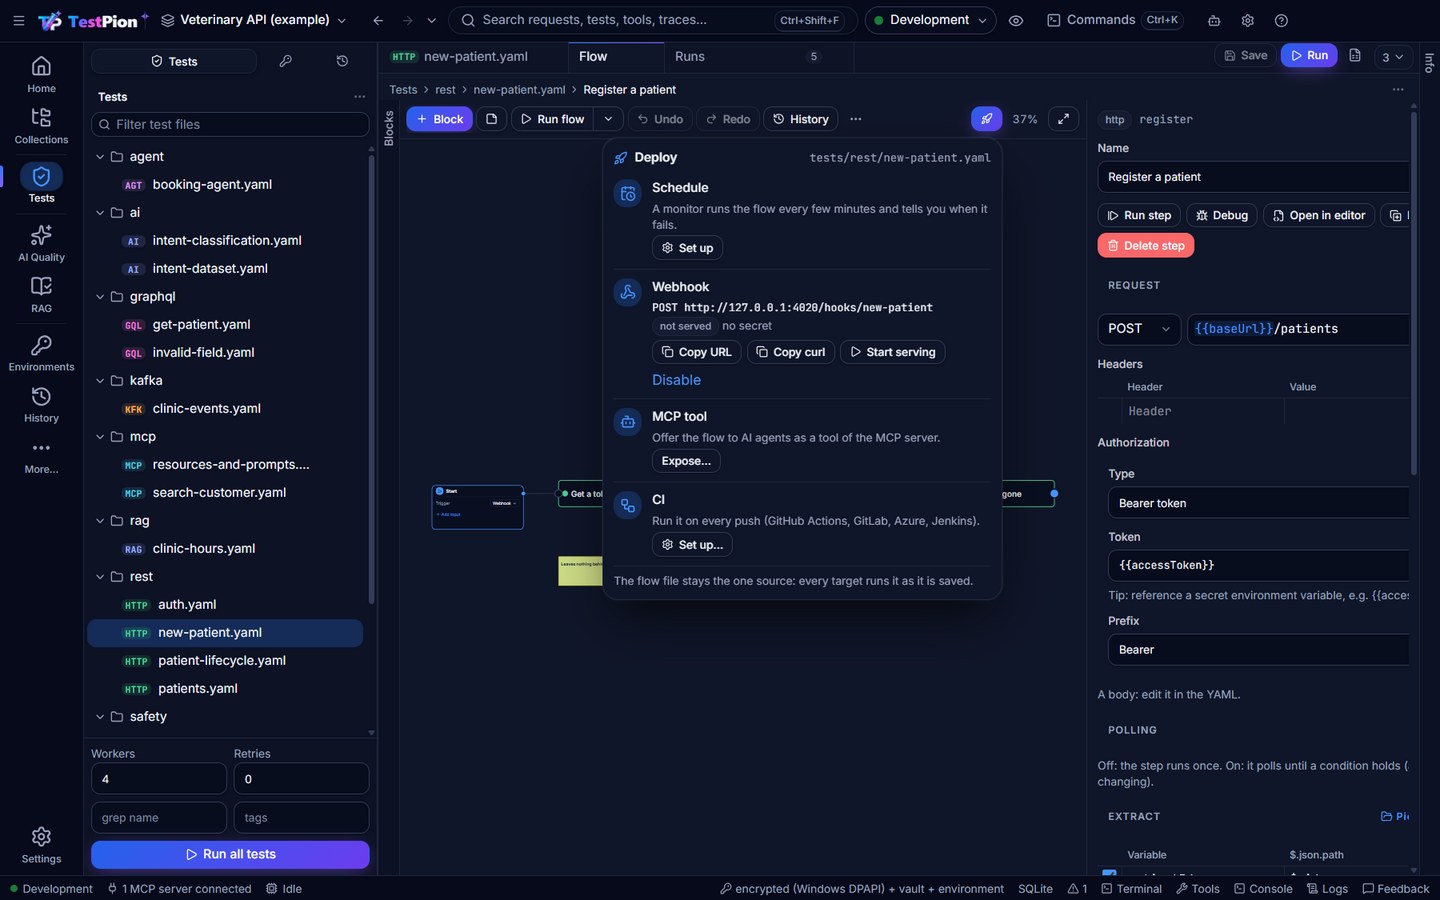 TestPion
Veterinary API (example)
Search requests, tests, tools, traces...
Ctrl+Shift+F
Development
Commands
Ctrl+K
Home
Collections
Tests
AI Quality
RAG
Environments
History
More...
Settings
Tests
Tests
Filter test files
agent
AGT booking-agent.yaml
ai
AI intent-classification.yaml
AI intent-dataset.yaml
graphql
GQL get-patient.yaml
GQL invalid-field.yaml
kafka
KFK clinic-events.yaml
mcp
MCP resources-and-prompts....
MCP search-customer.yaml
rag
RAG clinic-hours.yaml
rest
HTTP auth.yaml
HTTP new-patient.yaml
HTTP patient-lifecycle.yaml
HTTP patients.yaml
safety
Workers
Retries
4
0
grep name
tags
Run all tests
HTTP new-patient.yaml
Flow
Runs
5
Save
Run
3
Info
Tests > rest > new-patient.yaml > Register a patient
Blocks
+ Block
Run flow
Undo
Redo
History
37%
Start
Trigger
Webhook
+ Add input
Get a to
gone
Deploy
tests/rest/new-patient.yaml
Schedule
A monitor runs the flow every few minutes and tells you when it
fails.
Set up
Webhook
POST http://127.0.0.1:4020/hooks/new-patient
not served no secret
Copy URL
Copy curl
Start serving
Disable
MCP tool
Offer the flow to AI agents as a tool of the MCP server.
Expose...
CI
Run it on every push (GitHub Actions, GitLab, Azure, Jenkins).
Set up...
The flow file stays the one source: every target runs it as it is saved.
http register
Name
Register a patient
Run step
Debug
Open in editor
Delete step
REQUEST
POST
{{baseUrl}}/patients
Headers
Header
Value
Header
Authorization
Type
Bearer token
Token
{{accessToken}}
Tip: reference a secret environment variable, e.g. {{acces
Prefix
Bearer
A body: edit it in the YAML.
POLLING
Off: the step runs once. On: it polls until a condition holds (
changing).
EXTRACT
Variable
$.json.path
Development
1 MCP server connected
Idle
encrypted (Windows DPAPI) + vault + environment
SQLite
1
Terminal
Tools
Console
Logs
Feedback